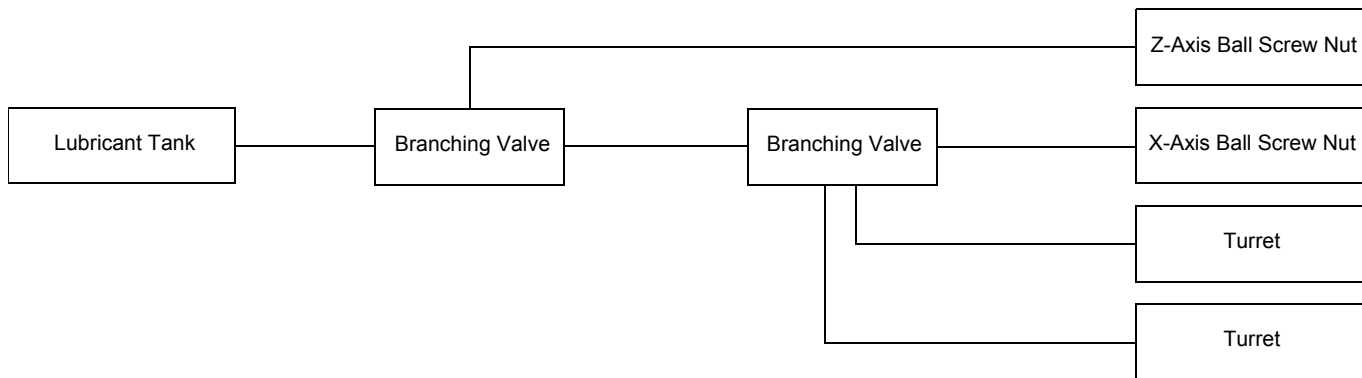 Z-Axis Ball Screw Nut
Lubricant Tank
Branching Valve
Branching Valve
X-Axis Ball Screw Nut
Turret
Turret